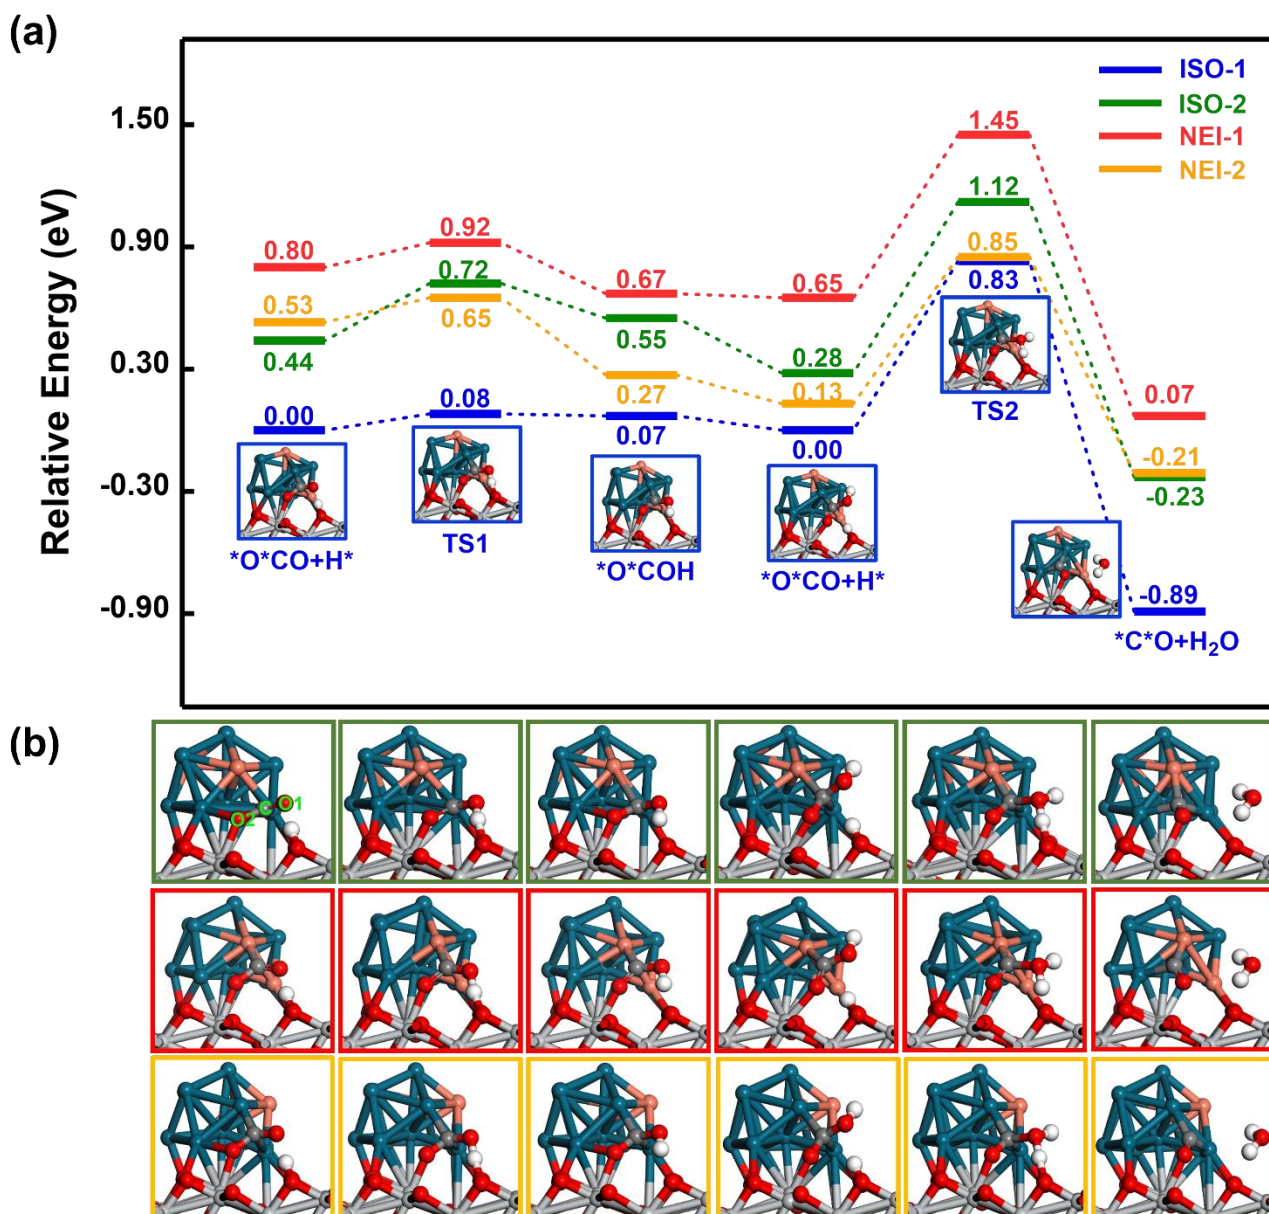 (a)
Relative Energy (eV)
1.50
0.90
0.30
-0.30
-0.90
ISO-1
ISO-2
NEI-1
NEI-2
0.80
0.92
0.67
0.65
1.45
0.07
0.44
0.72
0.55
0.28
1.12
-0.23
0.53
0.65
0.27
0.13
0.85
-0.21
0.00
0.08
0.07
0.00
0.83
-0.89
*O*CO+H*
TS1
*O*COH
*O*CO+H*
TS2
*C*O+H₂O
(b)
O2 C O1